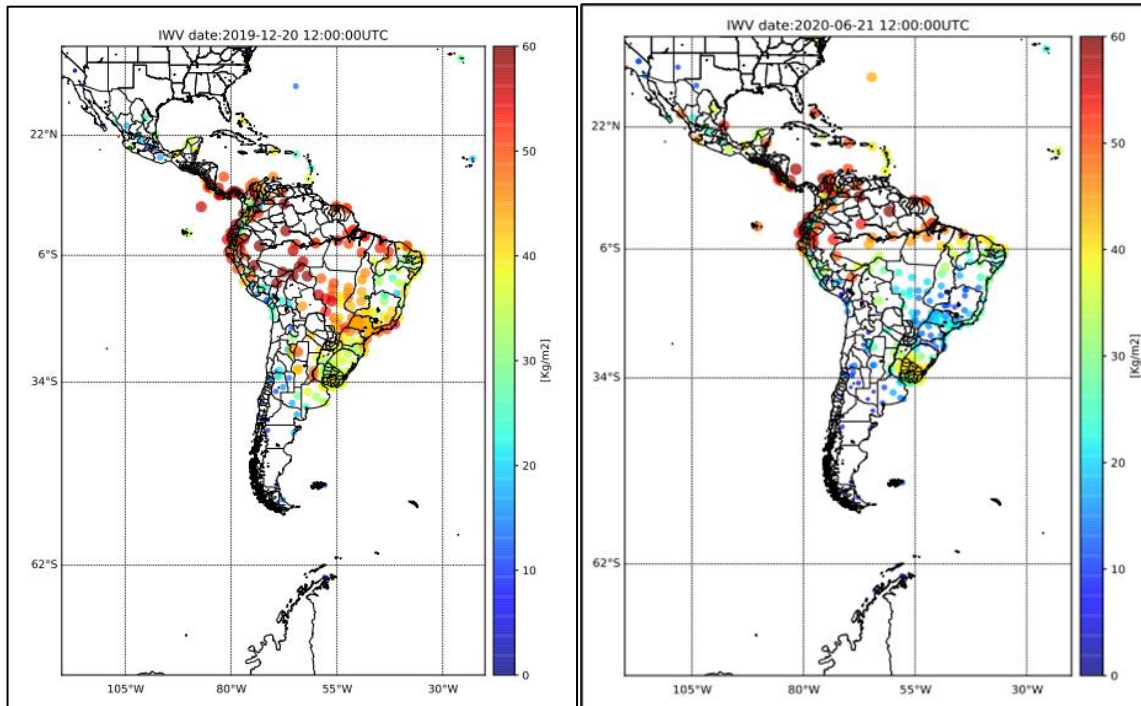 IWV date:2019-12-20 12:00:00UTC
22°N
6°S
34°S
62°S
105°W
80°W
55°W
30°W
60
50
40
30
20
10
0
[Kg/m2]
IWV date:2020-06-21 12:00:00UTC
22°N
6°S
34°S
62°S
105°W
80°W
55°W
30°W
60
50
40
30
20
10
0
[Kg/m2]